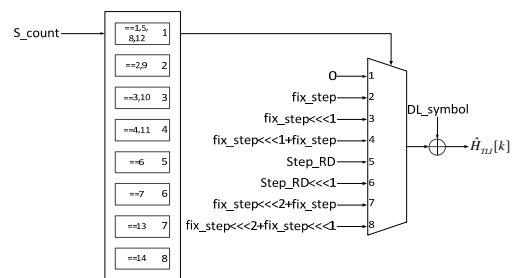 S_count
==1,5,
8,12 1
==2,9 2
==3,10 3
==4,11 4
==6 5
==7 6
==13 7
==14 8
0 1
fix_step 2
fix_step<<<1 3
fix_step<<<1+fix_step 4
Step_RD 5
Step_RD<<<1 6
fix_step<<<2+fix_step 7
fix_step<<<2+fix_step<<<1 8
DL_symbol
Ĥ_{TLI}[k]